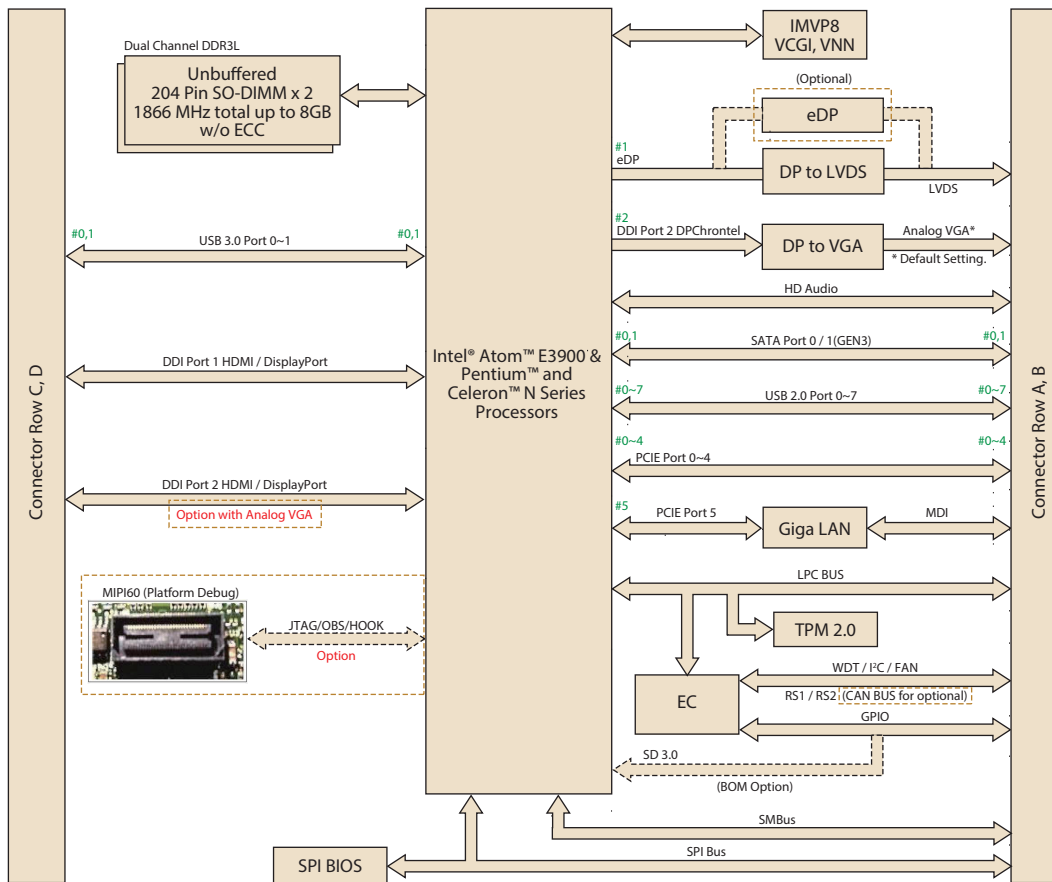 Dual Channel DDR3L
Unbuffered
204 Pin SO-DIMM x 2
1866 MHz total up to 8GB
w/o ECC
IMVP8
VCGI, VNN
(Optional)
eDP
#1
eDP
DP to LVDS
LVDS
#2
DDI Port 2 DPChrontel
DP to VGA
Analog VGA*
* Default Setting.
#0,1
USB 3.0 Port 0~1
#0,1
HD Audio
#0,1
SATA Port 0 / 1(GEN3)
#0,1
DDI Port 1 HDMI / DisplayPort
Intel® Atom™ E3900 &
Pentium™ and
Celeron™ N Series
Processors
#0~7
USB 2.0 Port 0~7
#0~7
Connector Row C, D
Connector Row A, B
#0~4
PCIE Port 0~4
#0~4
DDI Port 2 HDMI / DisplayPort
Option with Analog VGA
#5
PCIE Port 5
Giga LAN
MDI
LPC BUS
MIPI60 (Platform Debug)
JTAG/OBS/HOOK
Option
TPM 2.0
EC
WDT / I²C / FAN
RS1 / RS2 (CAN BUS for optional)
GPIO
SD 3.0
(BOM Option)
SMBus
SPI BIOS
SPI Bus